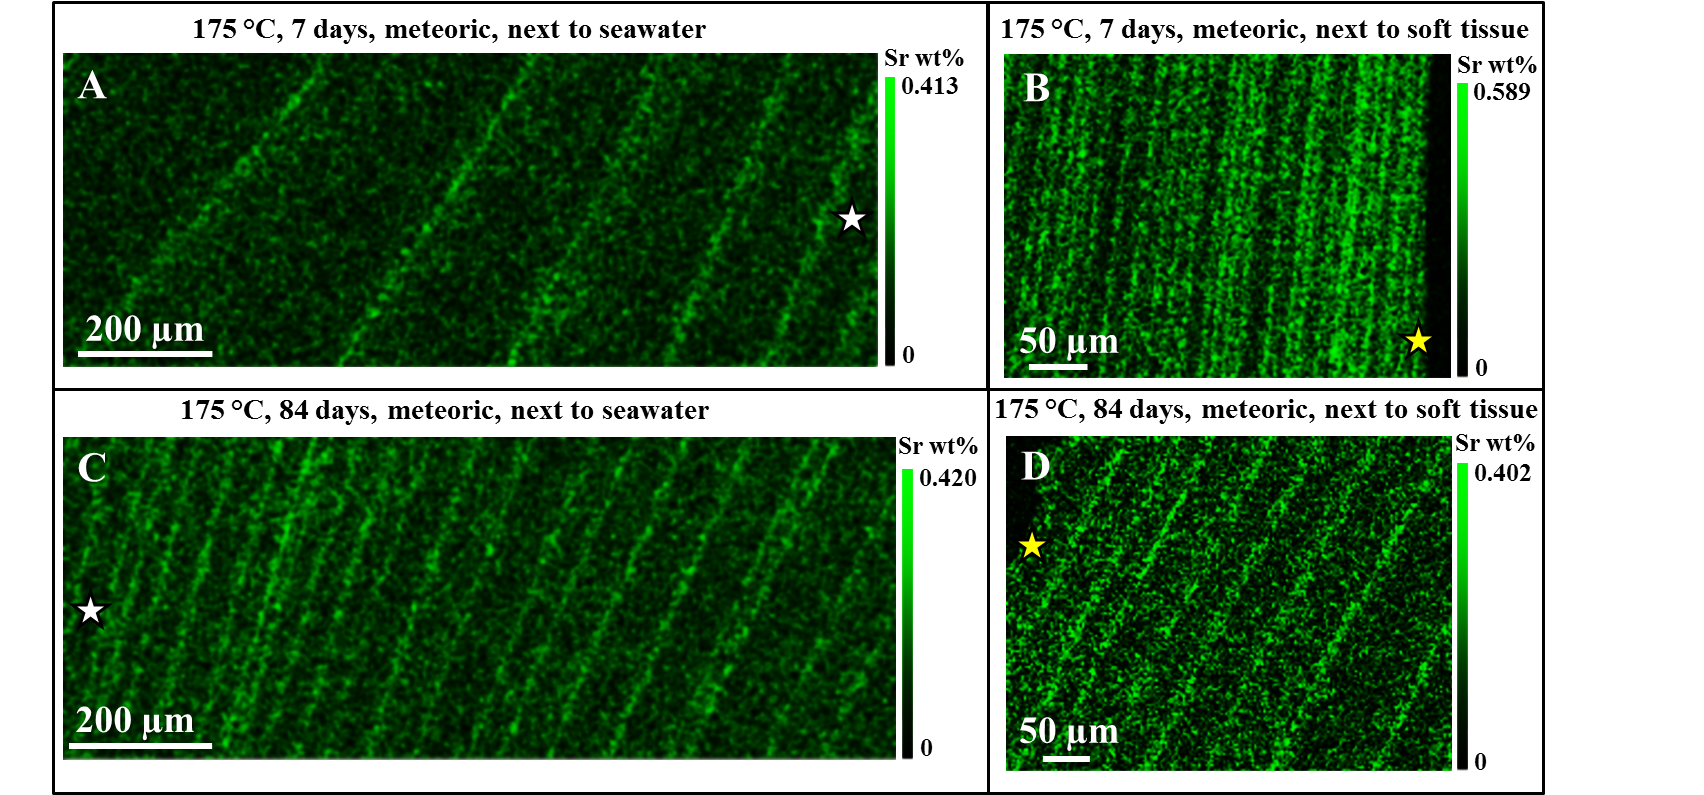 175 °C, 7 days, meteoric, next to seawater
A
Sr wt%
0.413
0
200 µm
175 °C, 7 days, meteoric, next to soft tissue
B
Sr wt%
0.589
0
50 µm
175 °C, 84 days, meteoric, next to seawater
C
Sr wt%
0.420
0
200 µm
175 °C, 84 days, meteoric, next to soft tissue
D
Sr wt%
0.402
0
50 µm